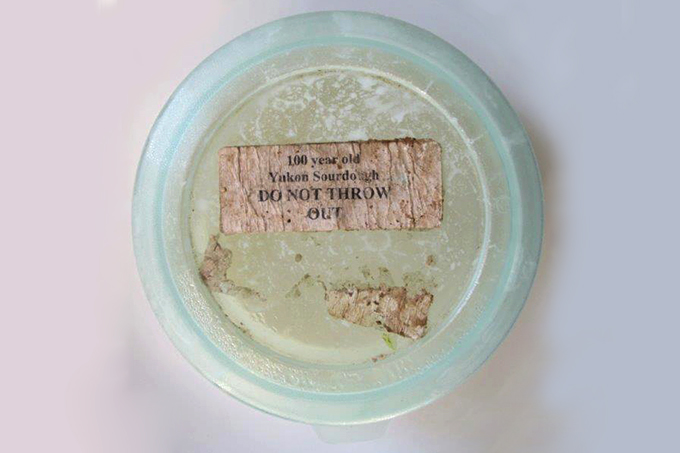 100 year old
Yukon Sourdough
DO NOT THROW
OUT